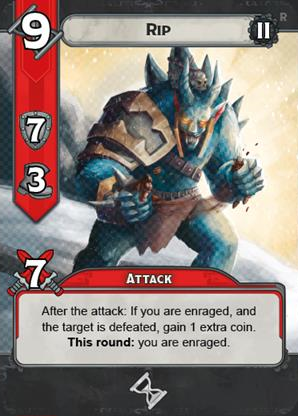 9
RIP
II
R
7
3
7
ATTACK
After the attack: If you are enraged, and
the target is defeated, gain 1 extra coin.
This round: you are enraged.